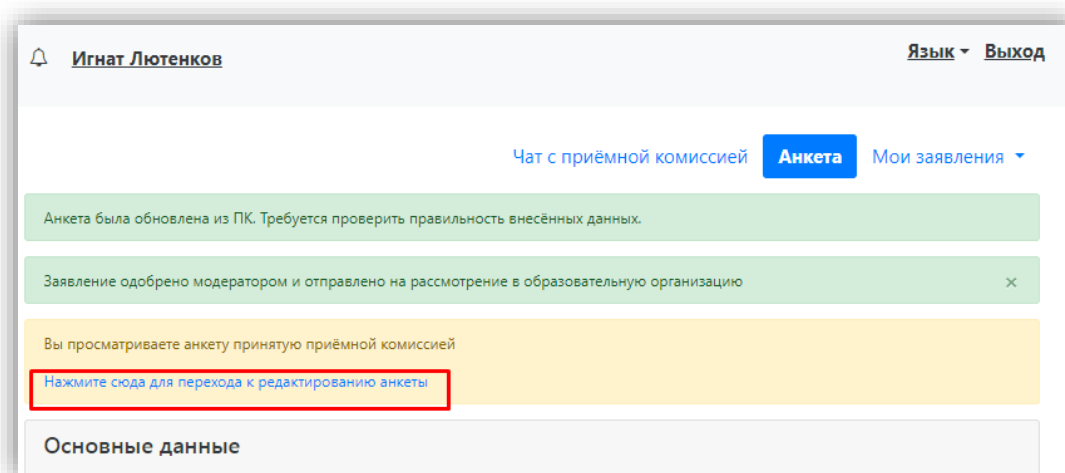 Игнат Лютенков
Язык Выход
Чат с приёмной комиссией Анкета Мои заявления
Анкета была обновлена из ПК. Требуется проверить правильность внесённых данных.
Заявление одобрено модератором и отправлено на рассмотрение в образовательную организацию ×
Вы просматриваете анкету принятую приёмной комиссией
Нажмите сюда для перехода к редактированию анкеты
Основные данные